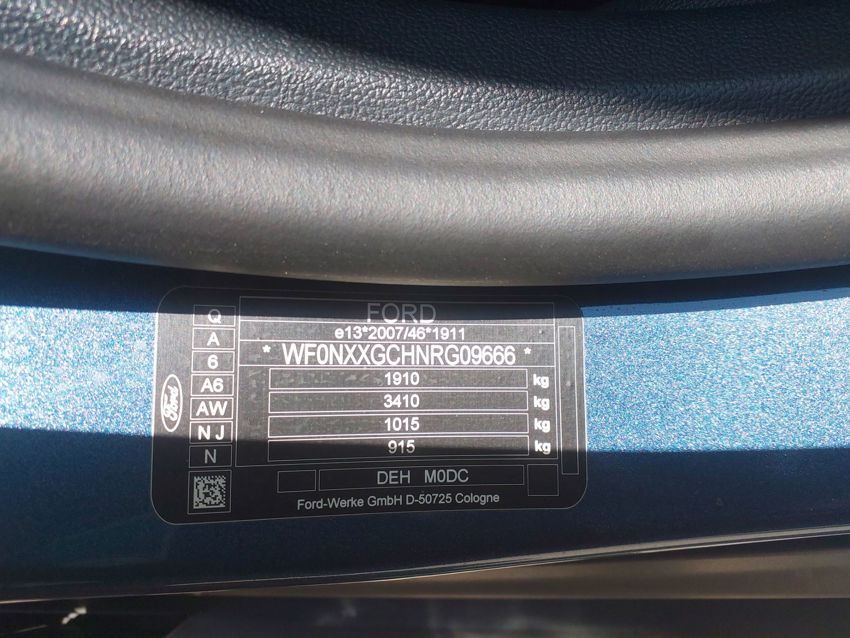 FORD
e13*2007/46*1911
* WF0NXXGCHNRG09666 *
1910 kg
3410 kg
1015 kg
915 kg
DEH M0DC
Ford-Werke GmbH D-50725 Cologne
Q
A
6
A6
AW
N J
N
Ford